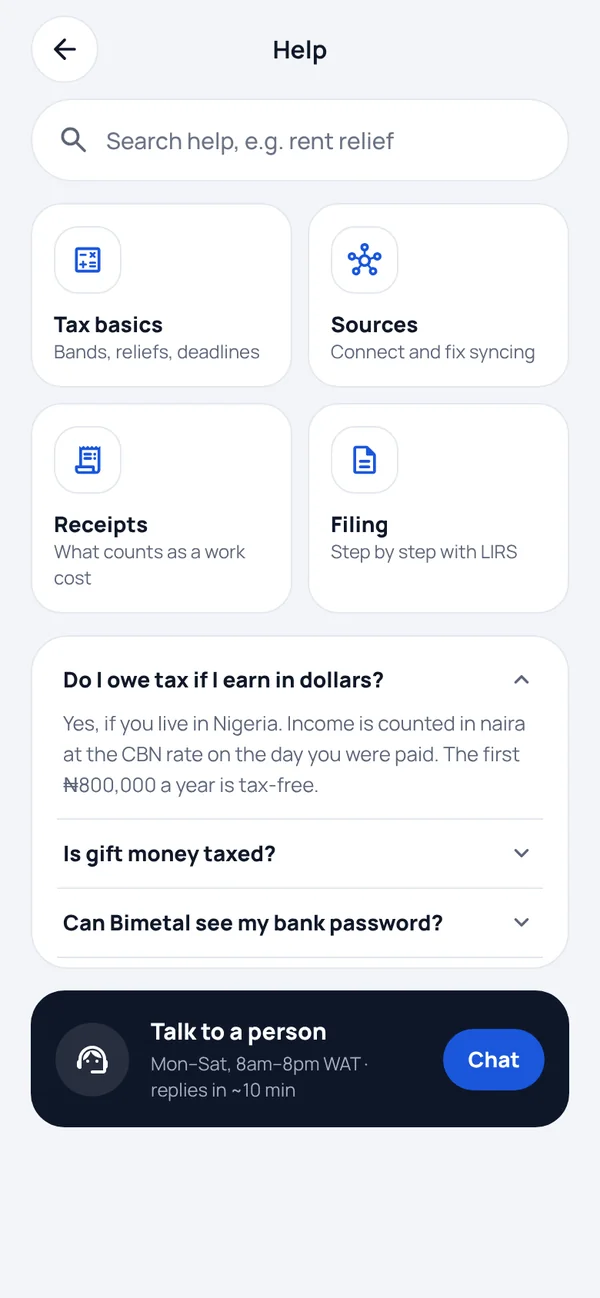 Help
Search help, e.g. rent relief
Tax basics
Bands, reliefs, deadlines
Sources
Connect and fix syncing
Receipts
What counts as a work
cost
Filing
Step by step with LIRS
Do I owe tax if I earn in dollars?
Yes, if you live in Nigeria. Income is counted in naira
at the CBN rate on the day you were paid. The first
₦800,000 a year is tax-free.
Is gift money taxed?
Can Bimetal see my bank password?
Talk to a person
Mon–Sat, 8am–8pm WAT ·
replies in ~10 min
Chat